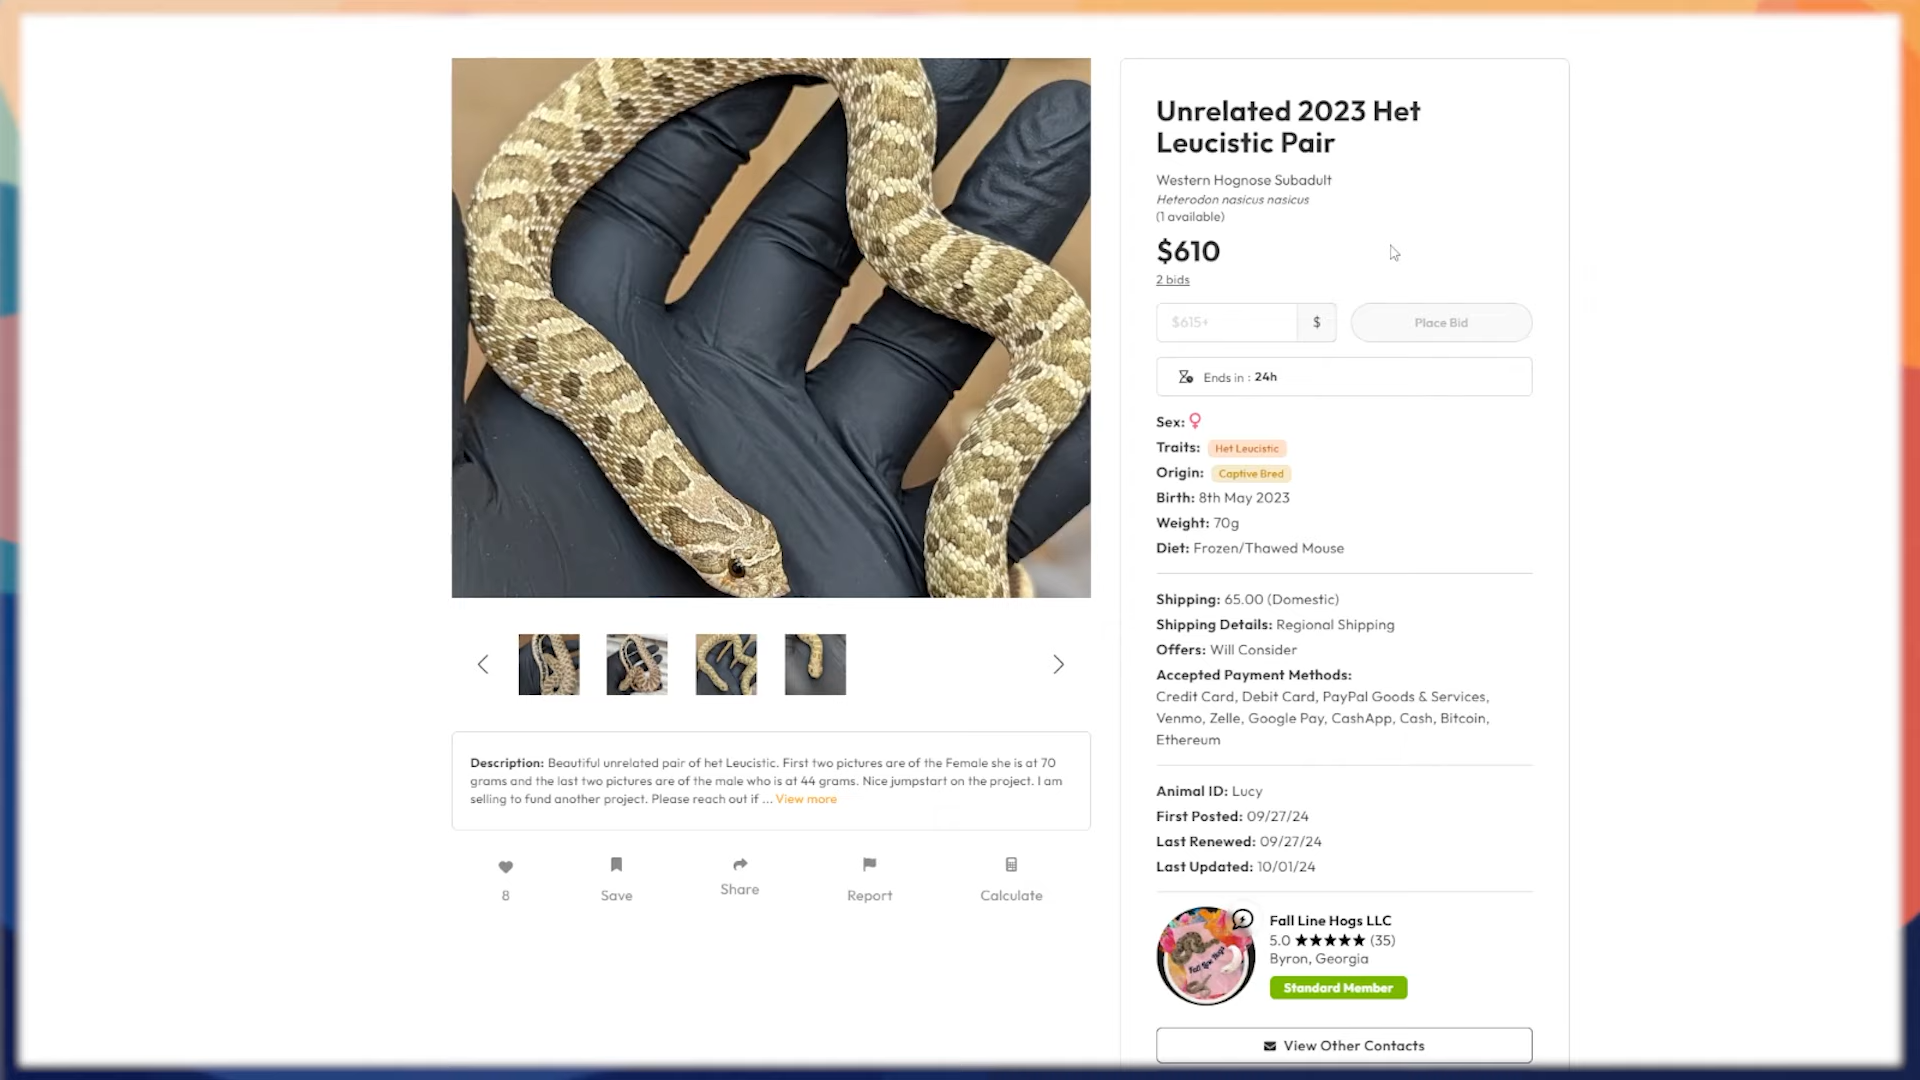 Unrelated 2023 Het
Leucistic Pair
Western Hognose Subadult
Heterodon nasicus nasicus
(1 available)
$610
2 bids
$615+ $ Place Bid
Ends in : 24h
Sex:
Traits: Het Leucistic
Origin: Captive Bred
Birth: 8th May 2023
Weight: 70g
Diet: Frozen/Thawed Mouse
Shipping: 65.00 (Domestic)
Shipping Details: Regional Shipping
Offers: Will Consider
Accepted Payment Methods:
Credit Card, Debit Card, PayPal Goods & Services,
Venmo, Zelle, Google Pay, CashApp, Cash, Bitcoin,
Ethereum
Animal ID: Lucy
First Posted: 09/27/24
Last Renewed: 09/27/24
Last Updated: 10/01/24
Fall Line Hogs
Fall Line Hogs LLC
5.0 ★★★★★ (35)
Byron, Georgia
Standard Member
View Other Contacts
Description: Beautiful unrelated pair of het Leucistic. First two pictures are of the Female she is at 70
grams and the last two pictures are of the male who is at 44 grams. Nice jumpstart on the project. I am
selling to fund another project. Please reach out if ... View more
8
Save
Share
Report
Calculate